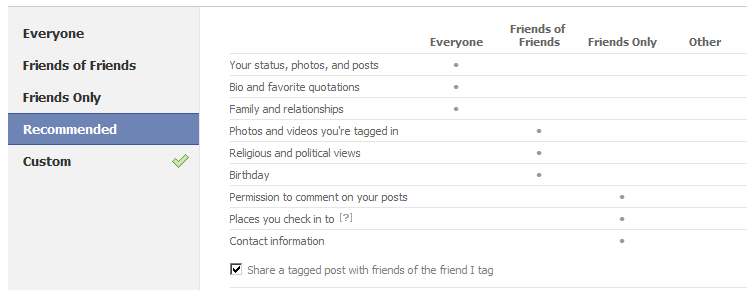 Everyone
Friends of Friends
Friends Only
Recommended
Custom
Everyone
Friends of
Friends
Friends Only
Other
Your status, photos, and posts
Bio and favorite quotations
Family and relationships
Photos and videos you're tagged in
Religious and political views
Birthday
Permission to comment on your posts
Places you check in to [?]
Contact information
Share a tagged post with friends of the friend I tag